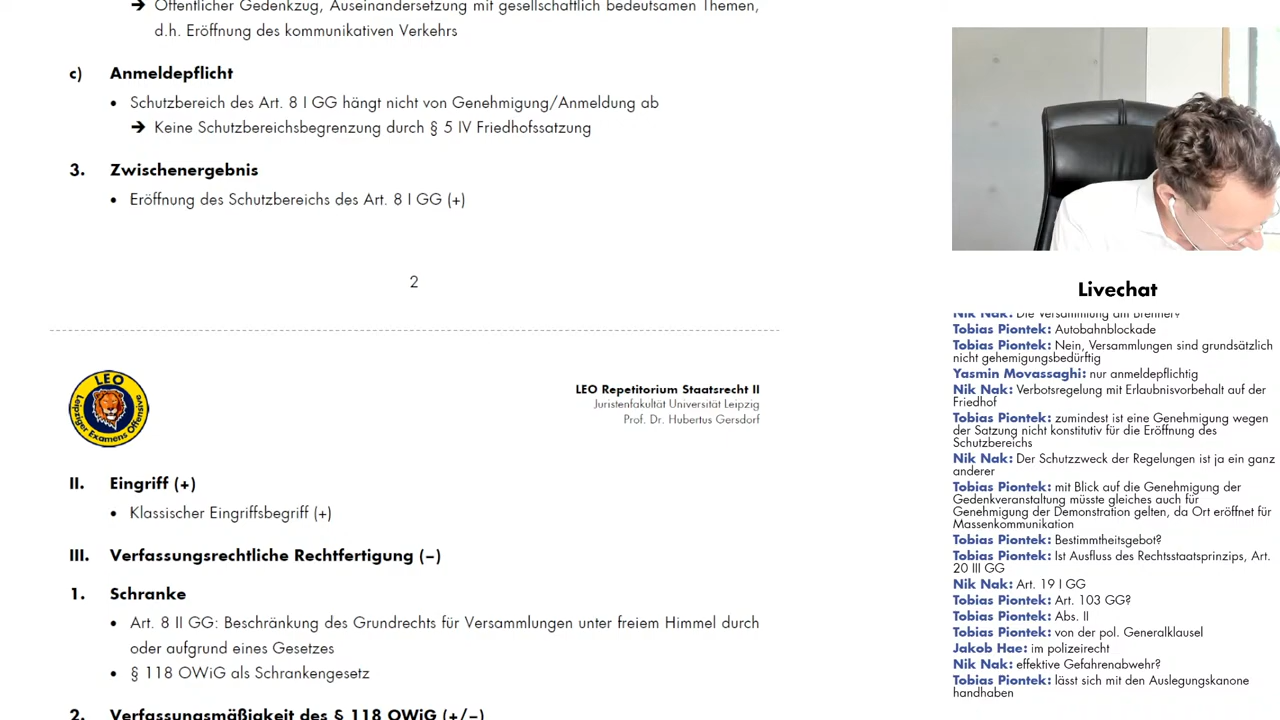 ➔ Öffentlicher Gedenkzug, Auseinandersetzung mit gesellschaftlich bedeutsamen Themen,
d.h. Eröffnung des kommunikativen Verkehrs
c) Anmeldepflicht
• Schutzbereich des Art. 8 I GG hängt nicht von Genehmigung/Anmeldung ab
➔ Keine Schutzbereichsbegrenzung durch § 5 IV Friedhofssatzung
3. Zwischenergebnis
• Eröffnung des Schutzbereichs des Art. 8 I GG (+)
2
LEO
Leipziger Examens Offensive
LEO Repetitorium Staatsrecht II
Juristenfakultät Universität Leipzig
Prof. Dr. Hubertus Gersdorf
II. Eingriff (+)
• Klassischer Eingriffsbegriff (+)
III. Verfassungsrechtliche Rechtfertigung (–)
1. Schranke
• Art. 8 II GG: Beschränkung des Grundrechts für Versammlungen unter freiem Himmel durch
oder aufgrund eines Gesetzes
• § 118 OWiG als Schrankengesetz
2. Verfassungsmäßigkeit des § 118 OWiG (+/–)
Livechat
Nik Nak: Die Versammlung am Brenner?
Tobias Piontek: Autobahnblockade
Tobias Piontek: Nein, Versammlungen sind grundsätzlich
nicht gehemigungsbedürftig
Yasmin Movassaghi: nur anmeldepflichtig
Nik Nak: Verbotsregelung mit Erlaubnisvorbehalt auf der
Friedhof
Tobias Piontek: zumindest ist eine Genehmigung wegen
der Satzung nicht konstitutiv für die Eröffnung des
Schutzbereichs
Nik Nak: Der Schutzzweck der Regelungen ist ja ein ganz
anderer
Tobias Piontek: mit Blick auf die Genehmigung der
Gedenkveranstaltung müsste gleiches auch für
Genehmigung der Demonstration gelten, da Ort eröffnet für
Massenkommunikation
Tobias Piontek: Bestimmtheitsgebot?
Tobias Piontek: Ist Ausfluss des Rechtsstaatsprinzips, Art.
20 III GG
Nik Nak: Art. 19 I GG
Tobias Piontek: Art. 103 GG?
Tobias Piontek: Abs. II
Tobias Piontek: von der pol. Generalklausel
Jakob Hae: im polizeirecht
Nik Nak: effektive Gefahrenabwehr?
Tobias Piontek: lässt sich mit den Auslegungskanone
handhaben